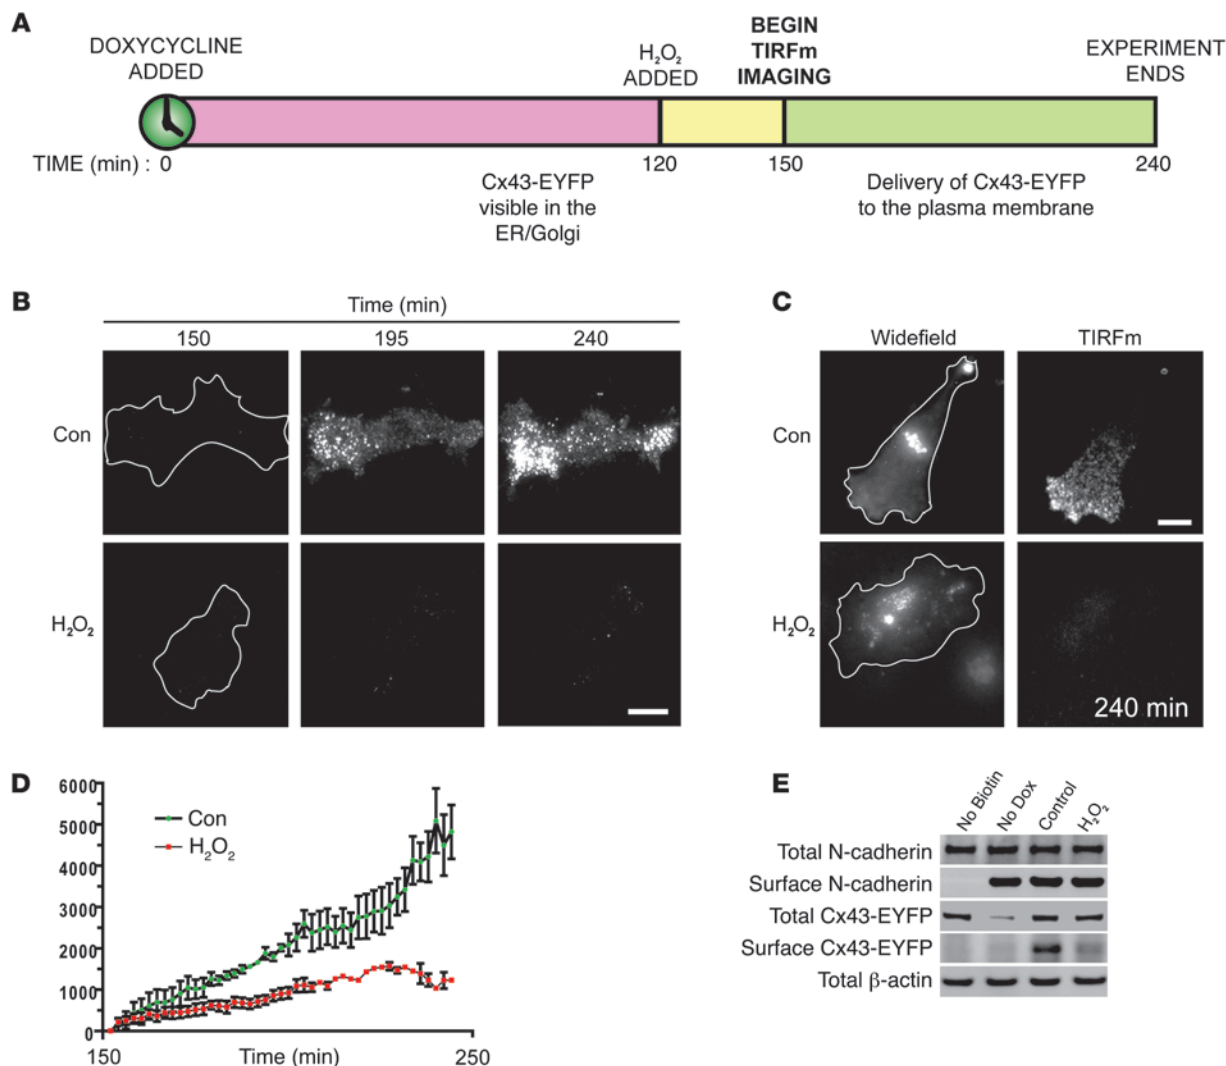 A
DOXYCYCLINE
ADDED
H₂O₂
ADDED
BEGIN
TIRFm
IMAGING
EXPERIMENT
ENDS
TIME (min) : 0
120
150
240
Cx43-EYFP
visible in the
ER/Golgi
Delivery of Cx43-EYFP
to the plasma membrane
B
Time (min)
150 195 240
Con
H₂O₂
C
Widefield TIRFm
Con
H₂O₂
240 min
D
6000
5000
4000
3000
2000
1000
0
Con
H₂O₂
150 Time (min) 250
E
No Biotin
No Dox
Control
H₂O₂
Total N-cadherin
Surface N-cadherin
Total Cx43-EYFP
Surface Cx43-EYFP
Total β-actin